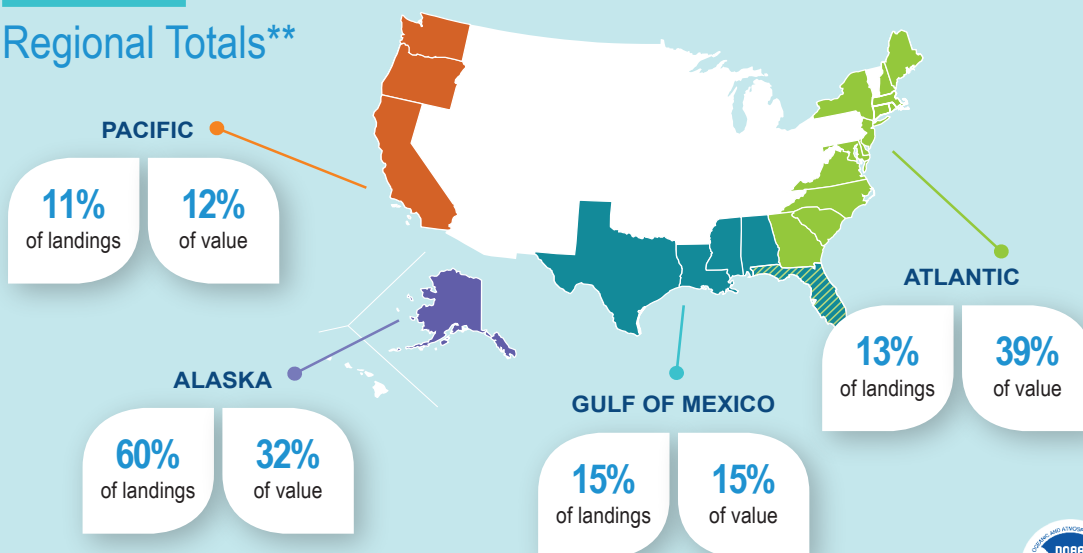 Regional Totals**
PACIFIC
11%
of landings
12%
of value
ATLANTIC
13%
of landings
39%
of value
ALASKA
60%
of landings
32%
of value
GULF OF MEXICO
15%
of landings
15%
of value